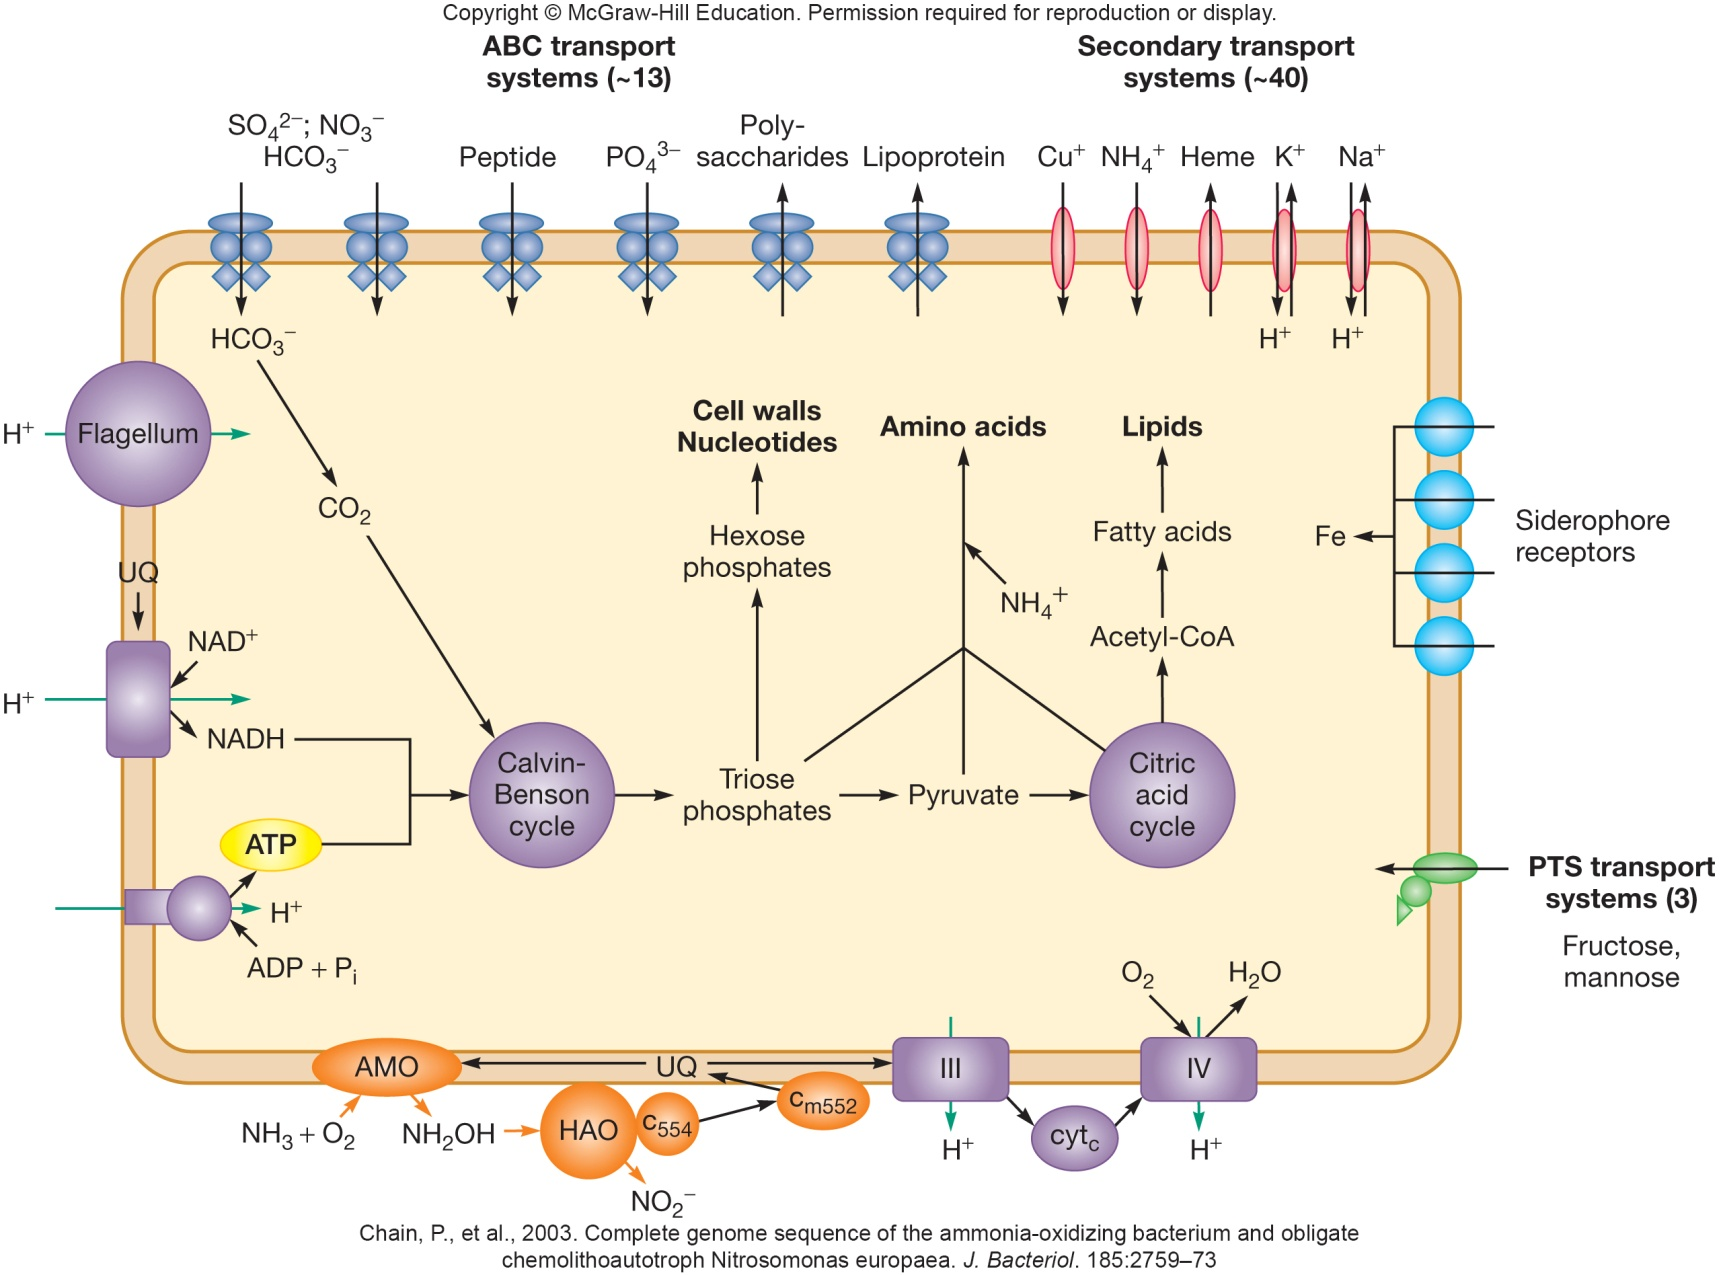 Copyright © McGraw-Hill Education. Permission required for reproduction or display.
ABC transport
systems (~13)
Secondary transport
systems (~40)
SO₄²⁻; NO₃⁻
HCO₃⁻
Peptide
PO₄³⁻
Poly-
saccharides
Lipoprotein
Cu⁺
NH₄⁺
Heme
K⁺
Na⁺
HCO₃⁻
H⁺
H⁺
H⁺
Flagellum
CO₂
Cell walls
Nucleotides
Amino acids
Lipids
Hexose
phosphates
Fatty acids
NH₄⁺
Acetyl-CoA
Fe
Siderophore
receptors
UQ
NAD⁺
H⁺
NADH
Calvin-
Benson
cycle
Triose
phosphates
Pyruvate
Citric
acid
cycle
ATP
H⁺
ADP + Pᵢ
PTS transport
systems (3)
Fructose,
mannose
O₂
H₂O
AMO
UQ
III
IV
NH₃ + O₂
NH₂OH
HAO
c₅₅₄
cₘ₅₅₂
H⁺
cyt꜀
H⁺
NO₂⁻
Chain, P., et al., 2003. Complete genome sequence of the ammonia-oxidizing bacterium and obligate
chemolithoautotroph Nitrosomonas europaea. J. Bacteriol. 185:2759–73